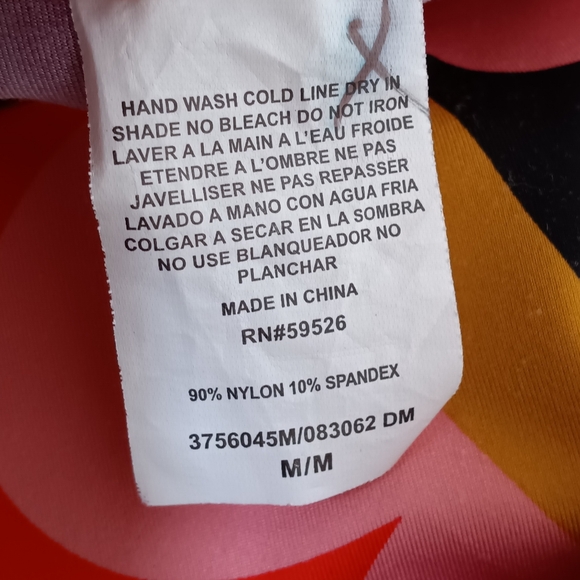 HAND WASH COLD LINE DRY IN
SHADE NO BLEACH DO NOT IRON
LAVER A LA MAIN A L'EAU FROIDE
ETENDRE A L'OMBRE NE PAS
JAVELLISER NE PAS REPASSER
LAVADO A MANO CON AGUA FRIA
COLGAR A SECAR EN LA SOMBRA
NO USE BLANQUEADOR NO
PLANCHAR
MADE IN CHINA
RN#59526
90% NYLON 10% SPANDEX
3756045M/083062 DM
M/M